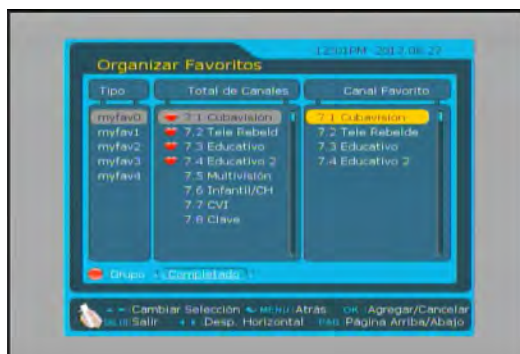 12:01PM 2017.06.27
Organizar Favoritos
Tipo
Total de Canales
Canal Favorito
myfav0
myfav1
myfav2
myfav3
myfav4
7.1 Cubavisión
7.2 Tele Rebeld
7.3 Educativo
7.4 Educativo 2
7.5 Multivisión
7.6 Infantil/CH
7.7 CVI
7.8 Clave
7.1 Cubavisión
7.2 Tele Rebelde
7.3 Educativo
7.4 Educativo 2
Grupo Completado
Cambiar Selección MENU:Atrás OK :Agregar/Cancelar
SALIR:Salir Desp. Horizontal PAG Página Arriba/Abajo